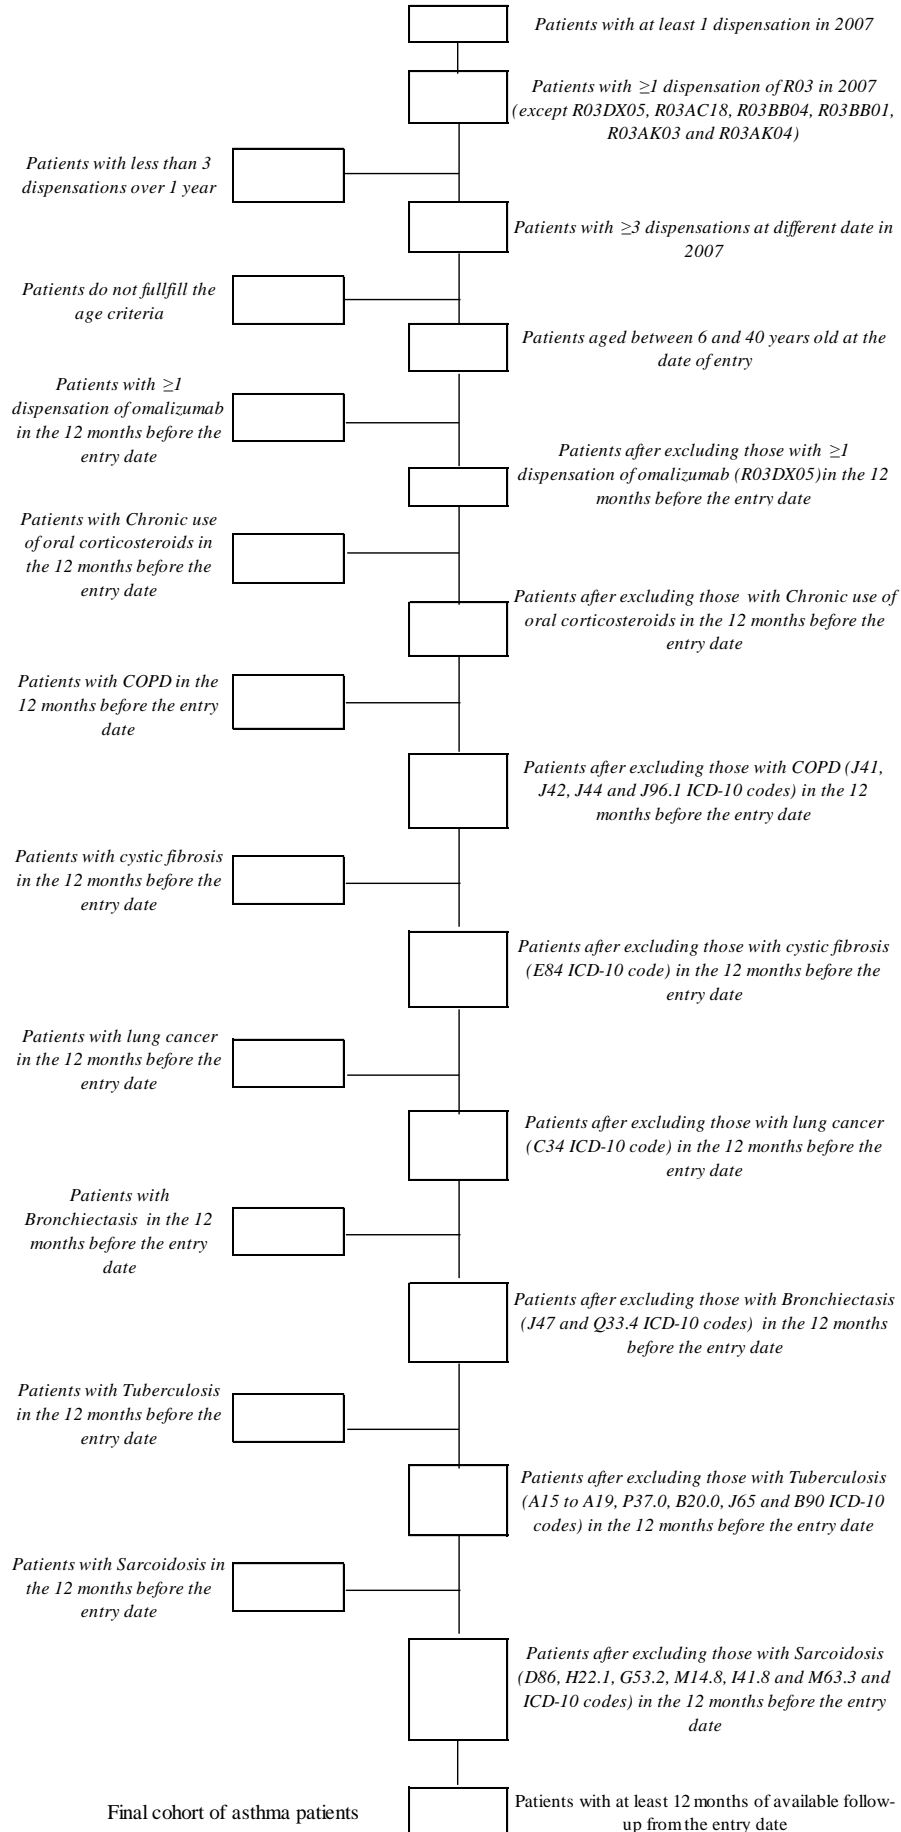 Patients with at least 1 dispensation in 2007
Patients with ≥1 dispensation of R03 in 2007
(except R03DX05, R03AC18, R03BB04, R03BB01,
R03AK03 and R03AK04)
Patients with less than 3
dispensations over 1 year
Patients with ≥3 dispensations at different date in
2007
Patients do not fullfill the
age criteria
Patients aged between 6 and 40 years old at the
date of entry
Patients with ≥1
dispensation of omalizumab
in the 12 months before the
entry date
Patients after excluding those with ≥1
dispensation of omalizumab (R03DX05)in the 12
months before the entry date
Patients with Chronic use
of oral corticosteroids in
the 12 months before the
entry date
Patients after excluding those with Chronic use of
oral corticosteroids in the 12 months before the
entry date
Patients with COPD in the
12 months before the entry
date
Patients after excluding those with COPD (J41,
J42, J44 and J96.1 ICD-10 codes) in the 12
months before the entry date
Patients with cystic fibrosis
in the 12 months before the
entry date
Patients after excluding those with cystic fibrosis
(E84 ICD-10 code) in the 12 months before the
entry date
Patients with lung cancer
in the 12 months before the
entry date
Patients after excluding those with lung cancer
(C34 ICD-10 code) in the 12 months before the
entry date
Patients with
Bronchiectasis in the 12
months before the entry
date
Patients after excluding those with Bronchiectasis
(J47 and Q33.4 ICD-10 codes) in the 12 months
before the entry date
Patients with Tuberculosis
in the 12 months before the
entry date
Patients after excluding those with Tuberculosis
(A15 to A19, P37.0, B20.0, J65 and B90 ICD-10
codes) in the 12 months before the entry date
Patients with Sarcoidosis in
the 12 months before the
entry date
Patients after excluding those with Sarcoidosis
(D86, H22.1, G53.2, M14.8, I41.8 and M63.3 and
ICD-10 codes) in the 12 months before the entry
date
Final cohort of asthma patients
Patients with at least 12 months of available follow-
up from the entry date